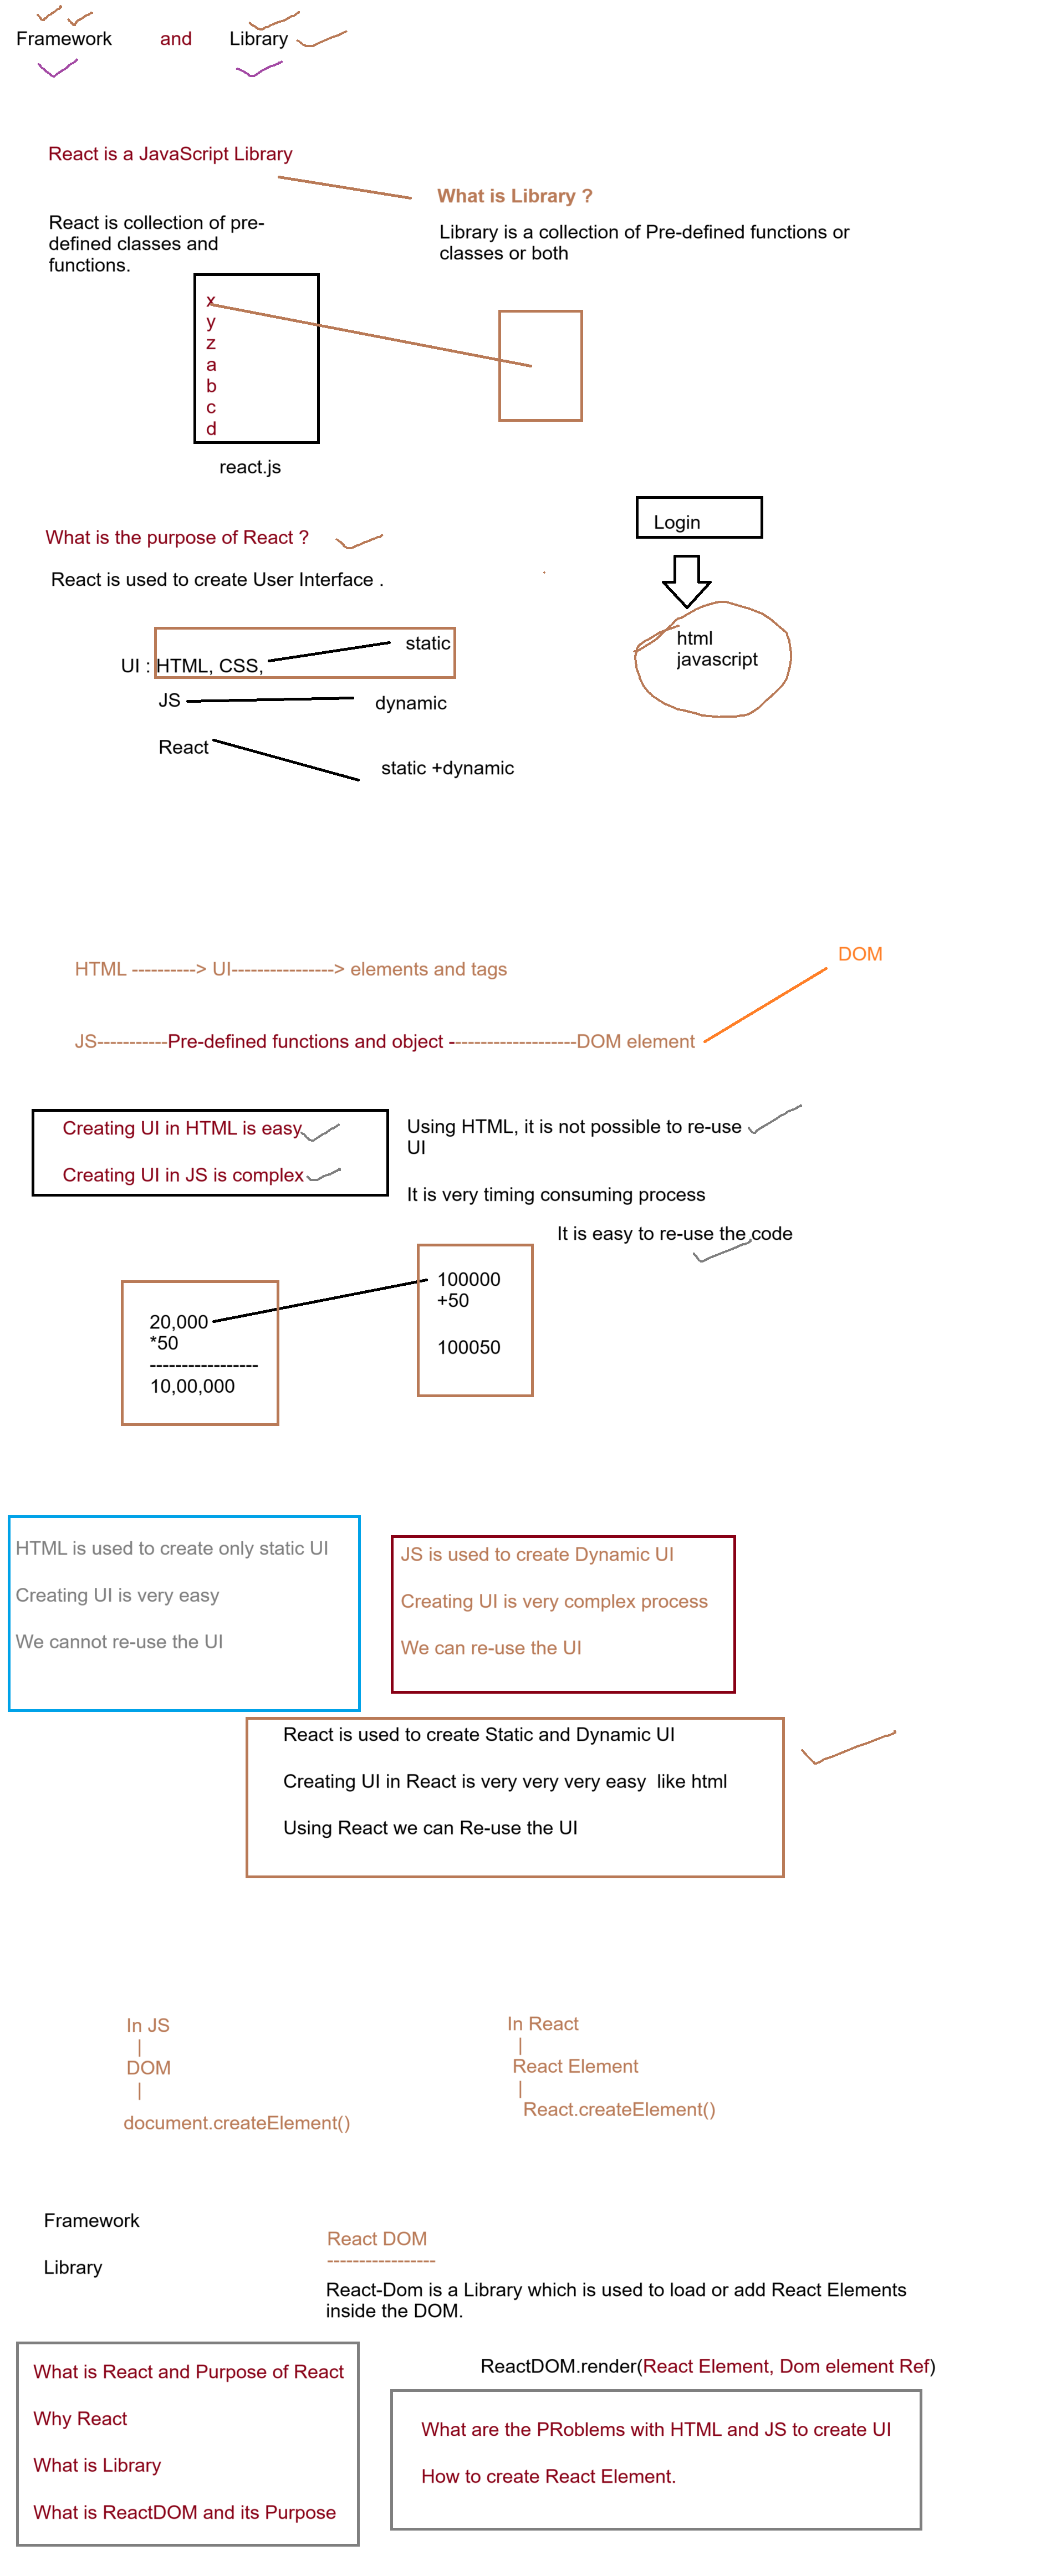 Framework and Library
React is a JavaScript Library
What is Library ?
React is collection of pre-
defined classes and
functions.
Library is a collection of Pre-defined functions or
classes or both
x
y
z
a
b
c
d
react.js
Login
What is the purpose of React ?
React is used to create User Interface .
html
javascript
static
UI : HTML, CSS,
JS
dynamic
React
static +dynamic
DOM
HTML ----------> UI----------------> elements and tags
JS-----------Pre-defined functions and object --------------------DOM element
Creating UI in HTML is easy
Creating UI in JS is complex
Using HTML, it is not possible to re-use
UI
It is very timing consuming process
It is easy to re-use the code
20,000
*50
-----------------
10,00,000
100000
+50
100050
HTML is used to create only static UI
Creating UI is very easy
We cannot re-use the UI
JS is used to create Dynamic UI
Creating UI is very complex process
We can re-use the UI
React is used to create Static and Dynamic UI
Creating UI in React is very very very easy  like html
Using React we can Re-use the UI
In JS
|
DOM
|
document.createElement()
In React
|
React Element
|
React.createElement()
Framework
Library
React DOM
-----------------
React-Dom is a Library which is used to load or add React Elements
inside the DOM.
ReactDOM.render(React Element, Dom element Ref)
What is React and Purpose of React
Why React
What is Library
What is ReactDOM and its Purpose
What are the PRoblems with HTML and JS to create UI
How to create React Element.